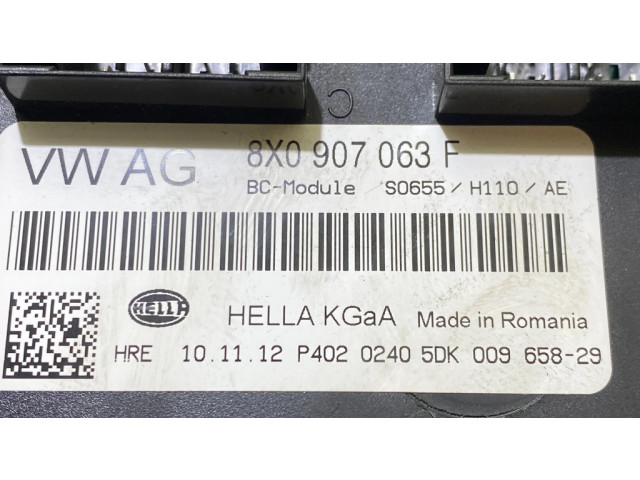 C
VW AG
8X0 907 063 F
BC-Module S0655/H110/AE
HELLA
HELLA KGaA Made in Romania
HRE 10.11.12 P402 0240 5DK 009 658-29